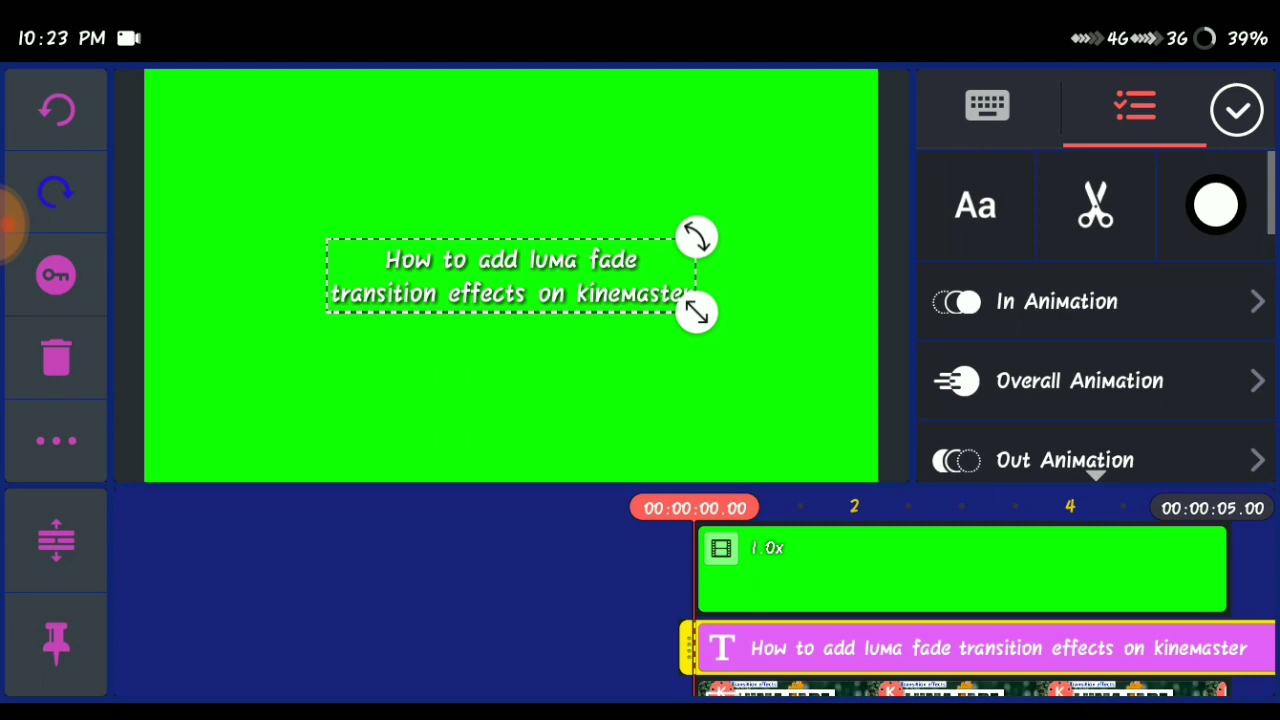 10:23 PM
4G 3G 39%
How to add luma fade
transition effects on kinemaster
Aa
In Animation
Overall Animation
Out Animation
00:00:00.00 2 4 00:00:05.00
1.0x
T How to add luma fade transition effects on kinemaster